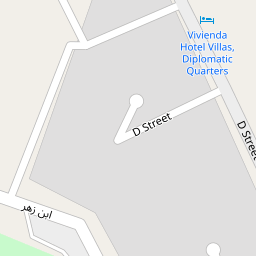 Vivienda
Hotel Villas,
Diplomatic
Quarters
D Street
D Street
ابن زهر